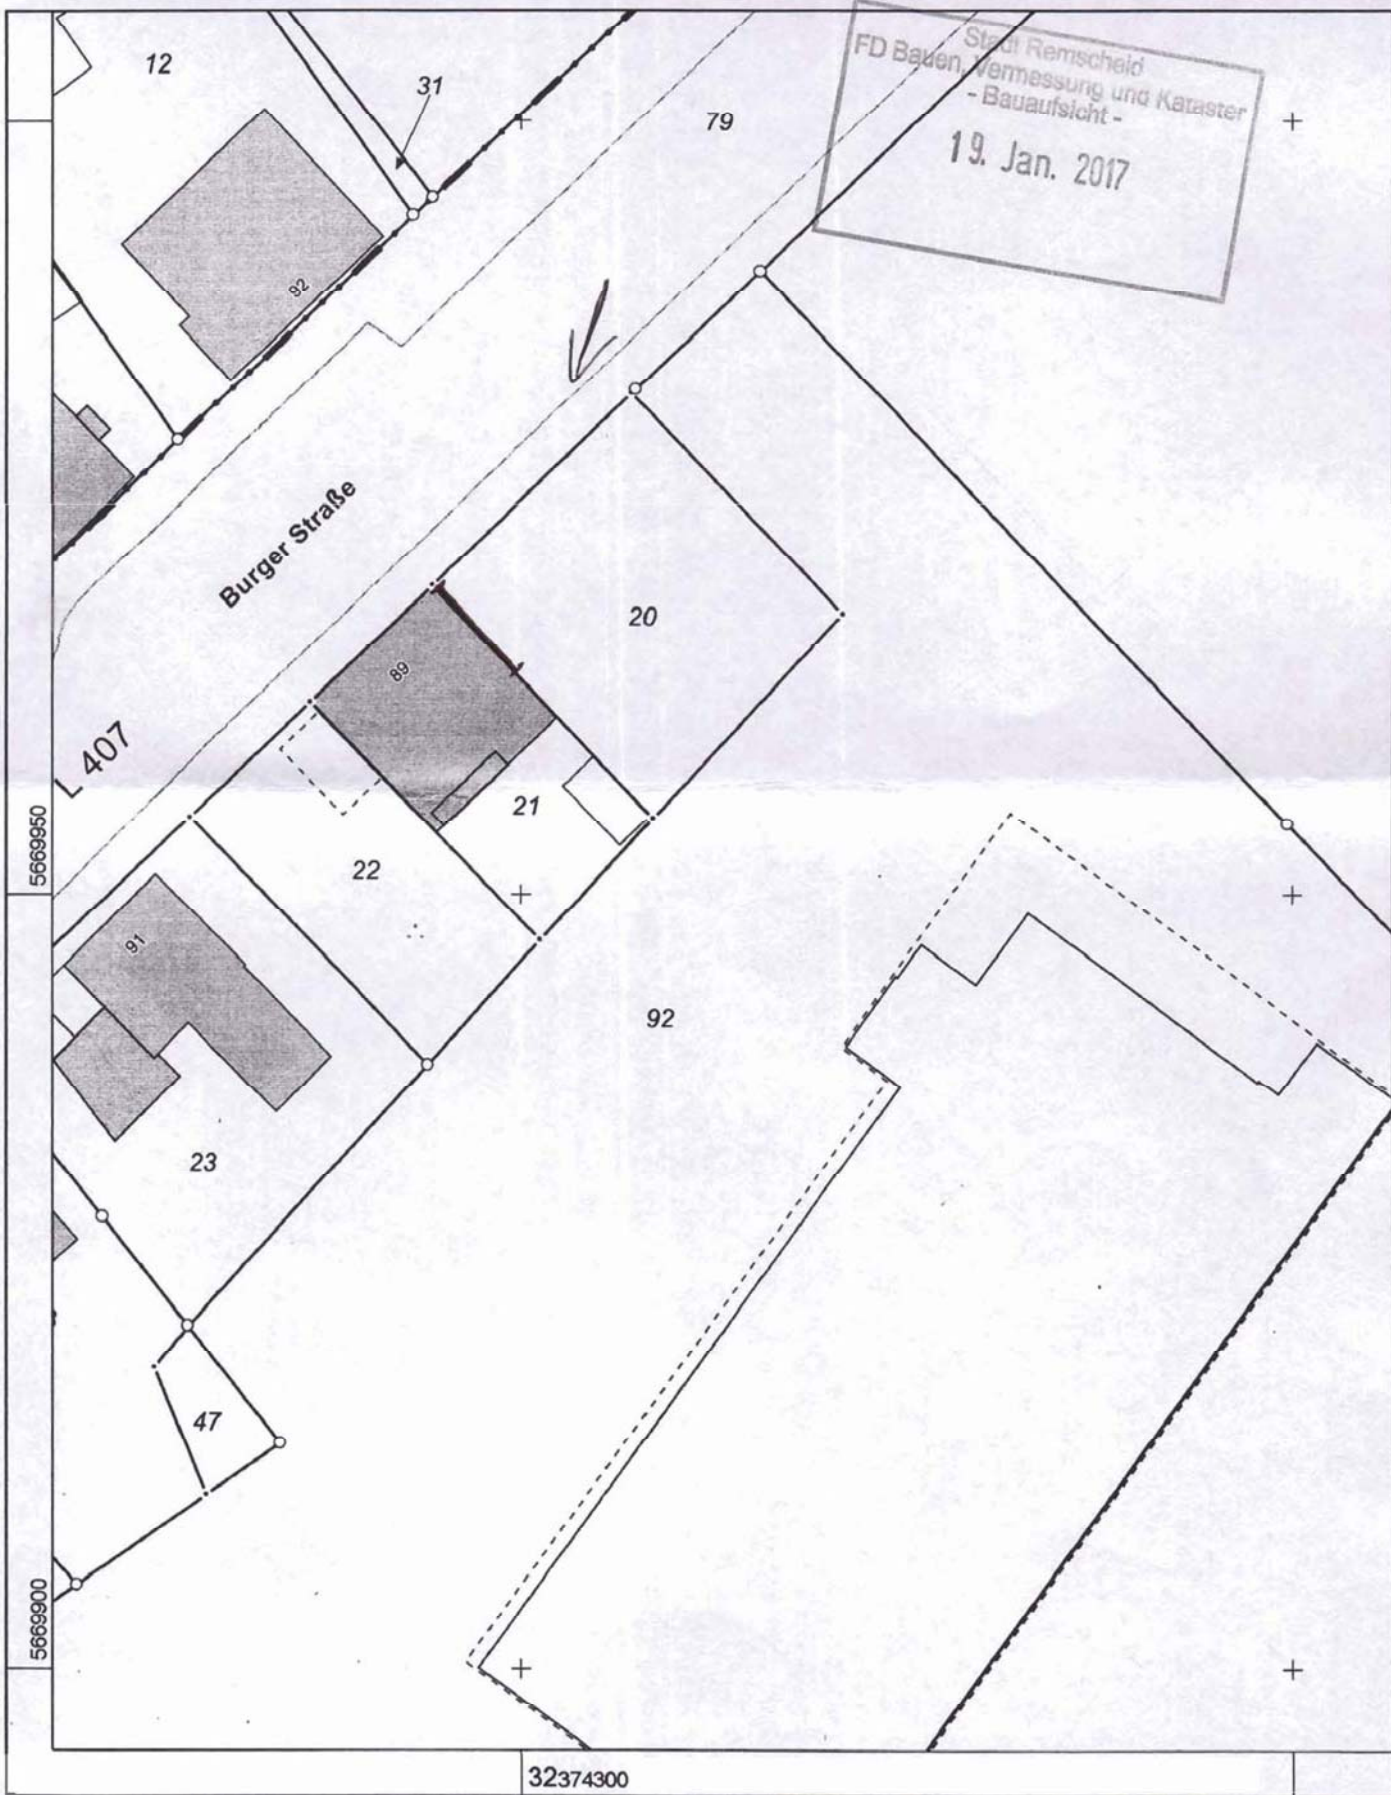 12
31
79
Stadt Remscheid
FD Bauen, Vermessung und Kataster
- Bauaufsicht -
19. Jan. 2017
92
Burger Straße
20
89
L 407
21
5669950
22
91
92
23
47
5669900
32374300